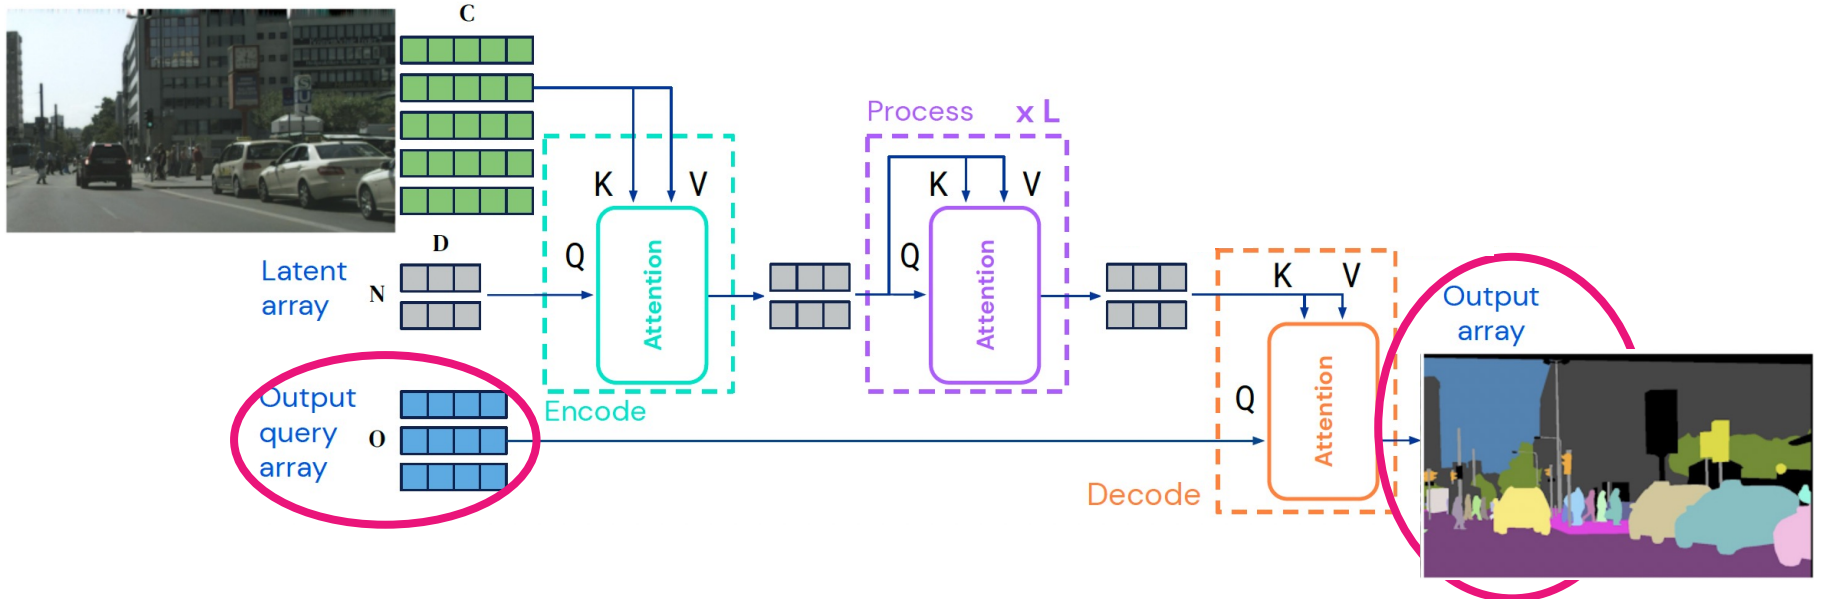 C
Process x L
K V
K V
Q
Attention
Q
Attention
D
Latent
array
N
K V
Output
array
Output
query
array
O
Encode
Q
Attention
Decode